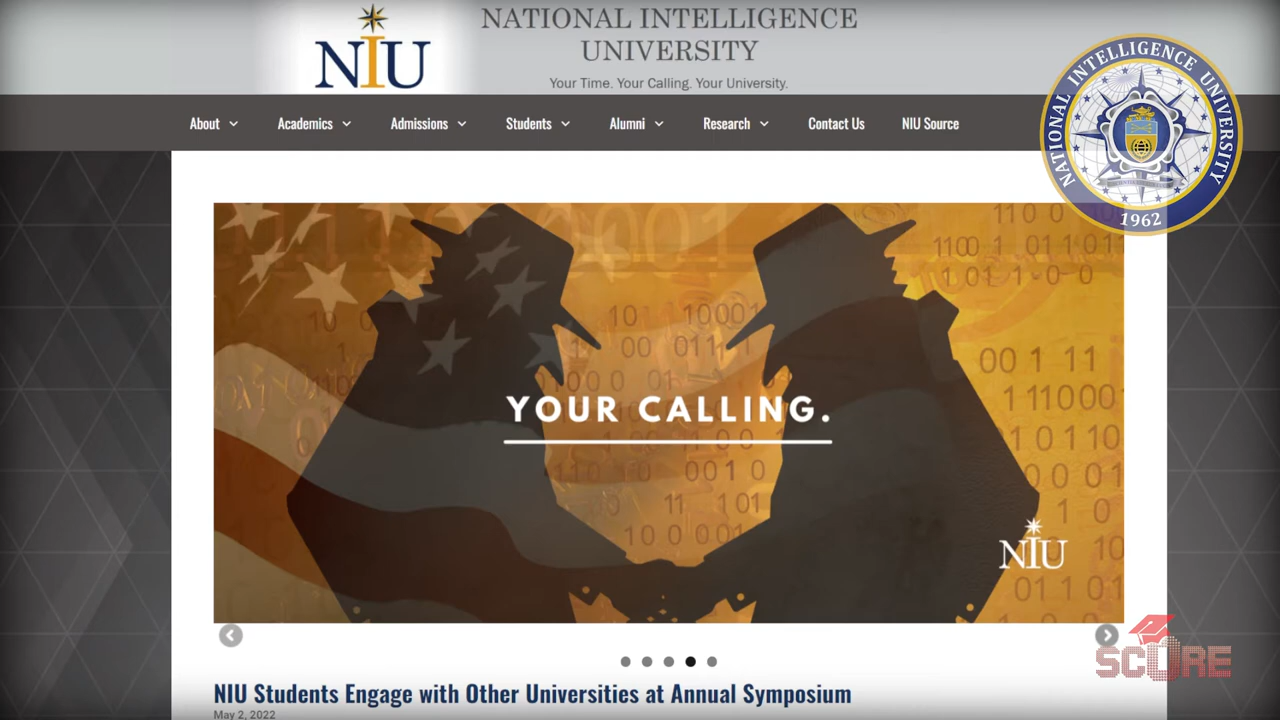 NIU
NATIONAL INTELLIGENCE
UNIVERSITY
Your Time. Your Calling. Your University.
NATIONAL INTELLIGENCE UNIVERSITY
1962
About
Academics
Admissions
Students
Alumni
Research
Contact Us
NIU Source
YOUR CALLING.
NIU
SCORE
NIU Students Engage with Other Universities at Annual Symposium
May 2, 2022